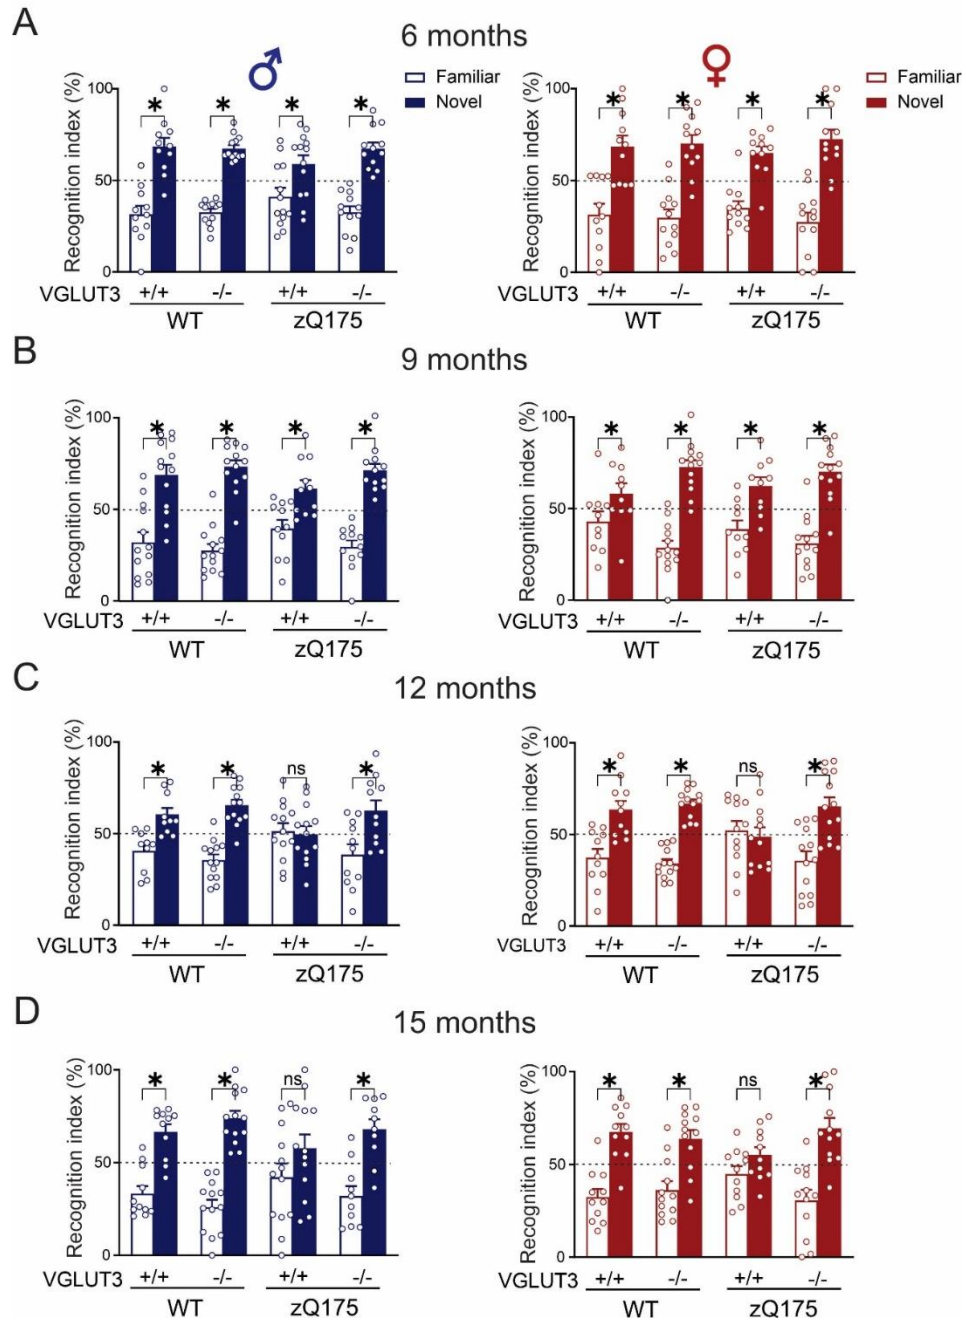 A
6 months
♂
♀
Familiar
Novel
Familiar
Novel
Recognition index (%)
100
50
0
* * * *
VGLUT3 +/+ -/- +/+ -/-
WT zQ175
Recognition index (%)
100
50
0
* * * *
VGLUT3 +/+ -/- +/+ -/-
WT zQ175
B
9 months
Recognition index (%)
100
50
0
* * * *
VGLUT3 +/+ -/- +/+ -/-
WT zQ175
Recognition index (%)
100
50
0
* * * *
VGLUT3 +/+ -/- +/+ -/-
WT zQ175
C
12 months
Recognition index (%)
100
50
0
* * ns *
VGLUT3 +/+ -/- +/+ -/-
WT zQ175
Recognition index (%)
100
50
0
* * ns *
VGLUT3 +/+ -/- +/+ -/-
WT zQ175
D
15 months
Recognition index (%)
100
50
0
* * ns *
VGLUT3 +/+ -/- +/+ -/-
WT zQ175
Recognition index (%)
100
50
0
* * ns *
VGLUT3 +/+ -/- +/+ -/-
WT zQ175